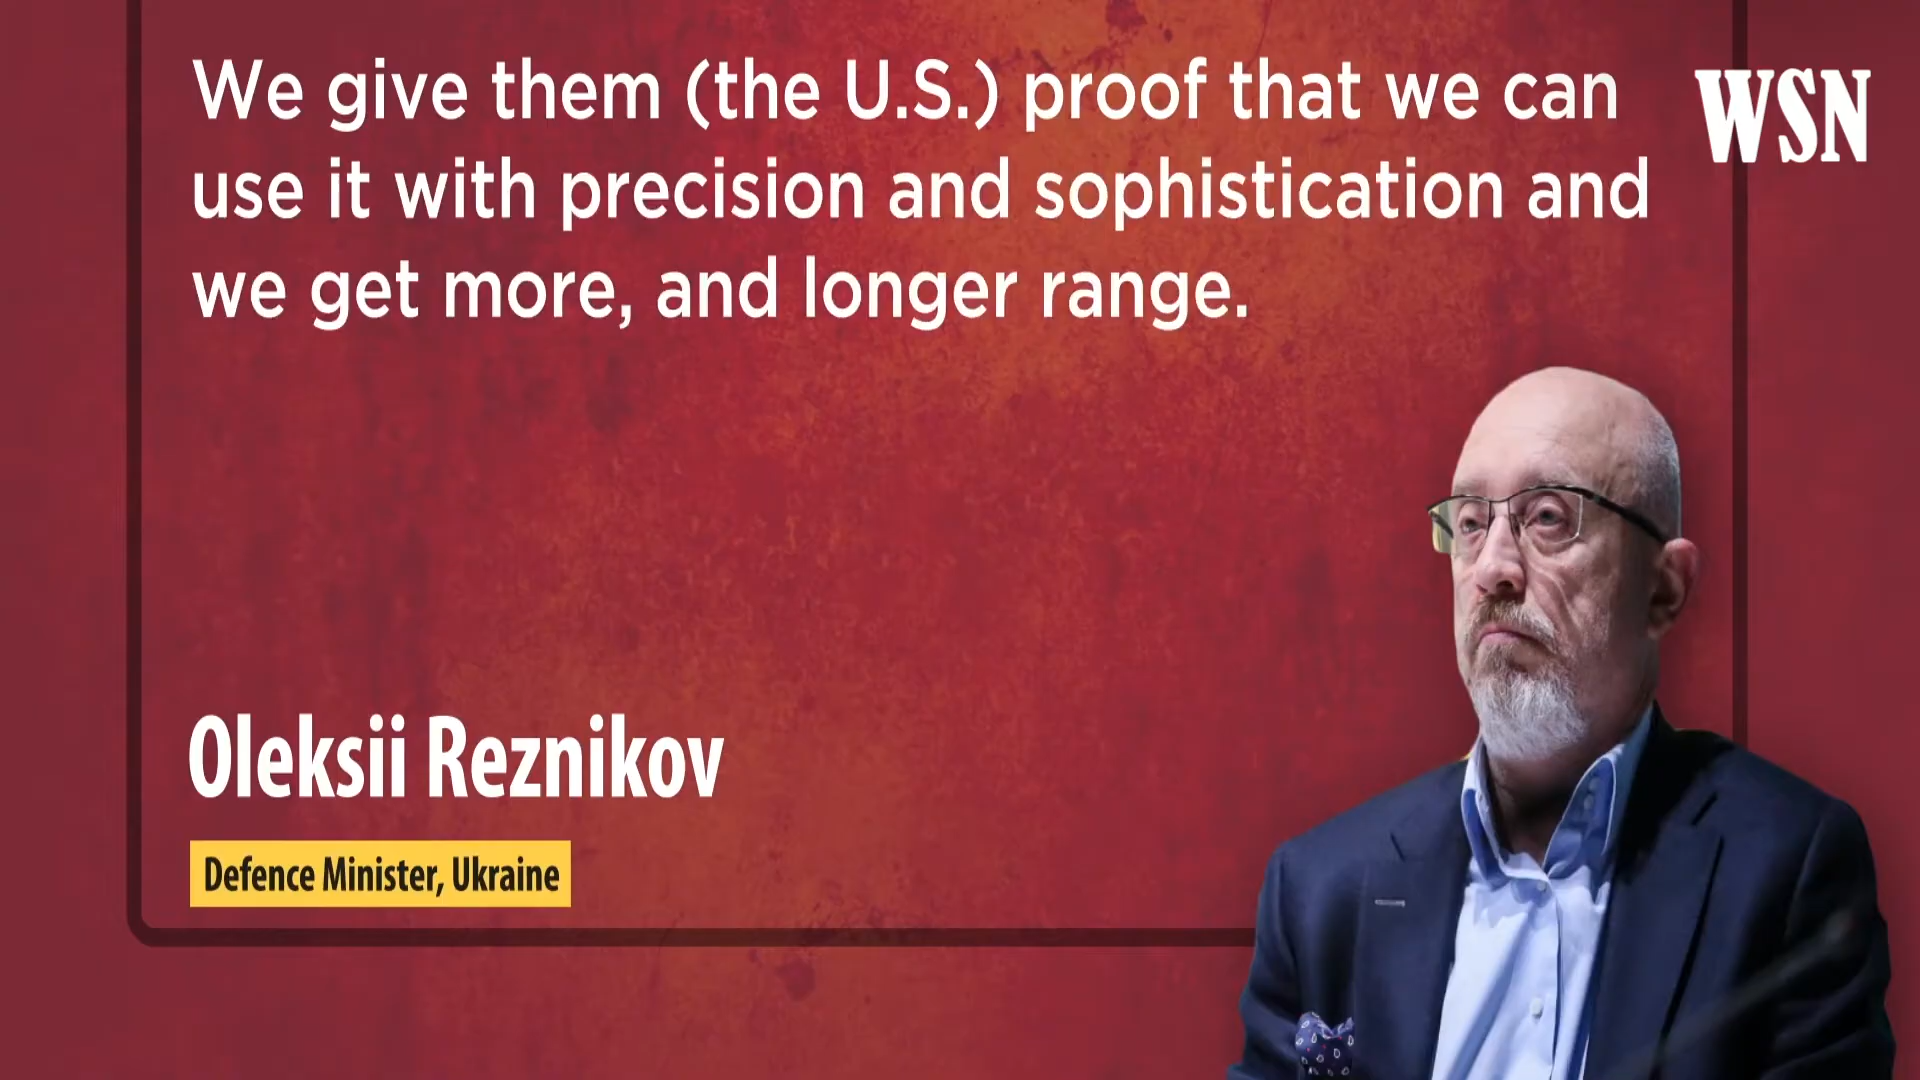 We give them (the U.S.) proof that we can
WSN
use it with precision and sophistication and
we get more, and longer range.
Oleksii Reznikov
Defence Minister, Ukraine